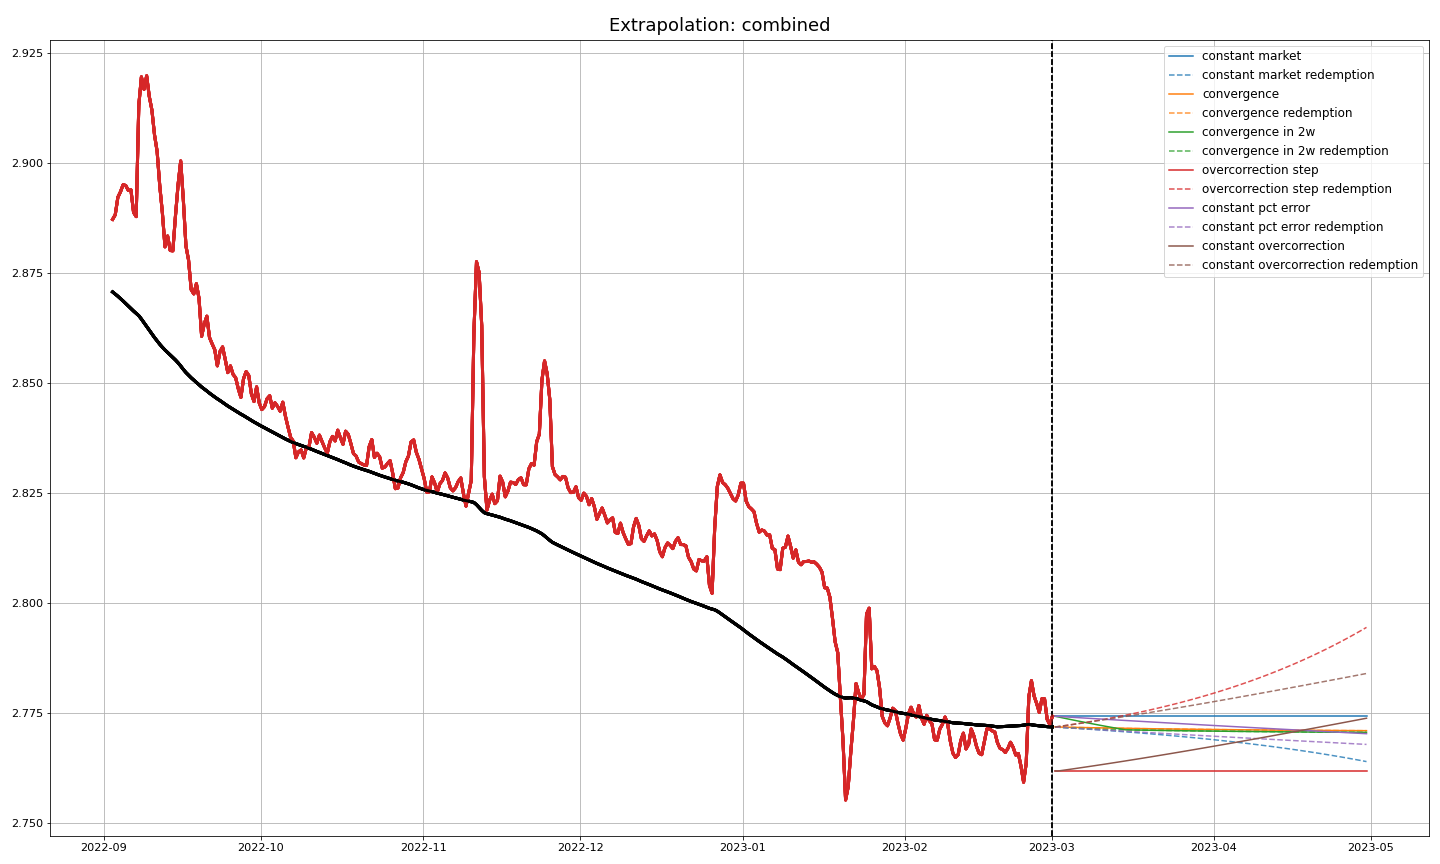 Extrapolation: combined
2.925
2.900
2.875
2.850
2.825
2.800
2.775
2.750
constant market
constant market redemption
convergence
convergence redemption
convergence in 2w
convergence in 2w redemption
overcorrection step
overcorrection step redemption
constant pct error
constant pct error redemption
constant overcorrection
constant overcorrection redemption
2022-09
2022-10
2022-11
2022-12
2023-01
2023-02
2023-03
2023-04
2023-05